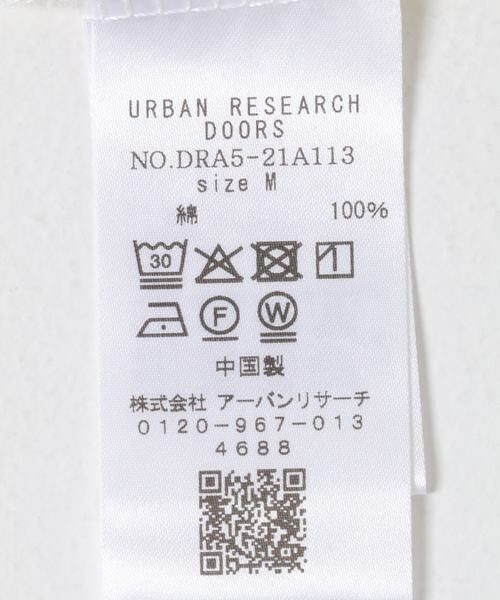 URBAN RESEARCH
DOORS
NO.DRA5-21A113
size M
綿 100%
30
F W
中国製
株式会社 アーバンリサーチ
0120-967-013
4688